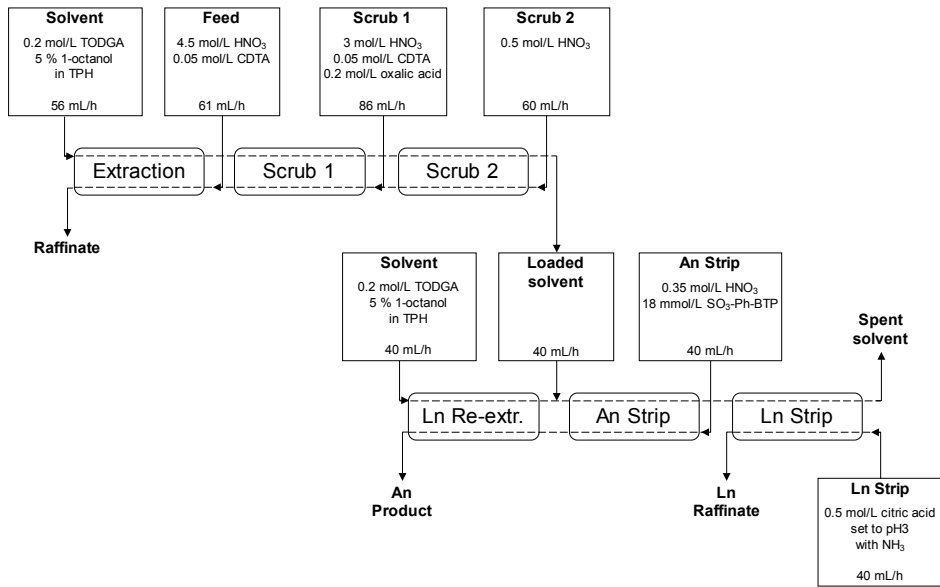 Solvent
0.2 mol/L TODGA
5 % 1-octanol
in TPH
56 mL/h
Feed
4.5 mol/L HNO₃
0.05 mol/L CDTA
61 mL/h
Scrub 1
3 mol/L HNO₃
0.05 mol/L CDTA
0.2 mol/L oxalic acid
86 mL/h
Scrub 2
0.5 mol/L HNO₃
60 mL/h
Extraction
Scrub 1
Scrub 2
Raffinate
Solvent
0.2 mol/L TODGA
5 % 1-octanol
in TPH
40 mL/h
Loaded
solvent
40 mL/h
An Strip
0.35 mol/L HNO₃
18 mmol/L SO₃-Ph-BTP
40 mL/h
Spent
solvent
Ln Re-extr.
An Strip
Ln Strip
An
Product
Ln
Raffinate
Ln Strip
0.5 mol/L citric acid
set to pH3
with NH₃
40 mL/h